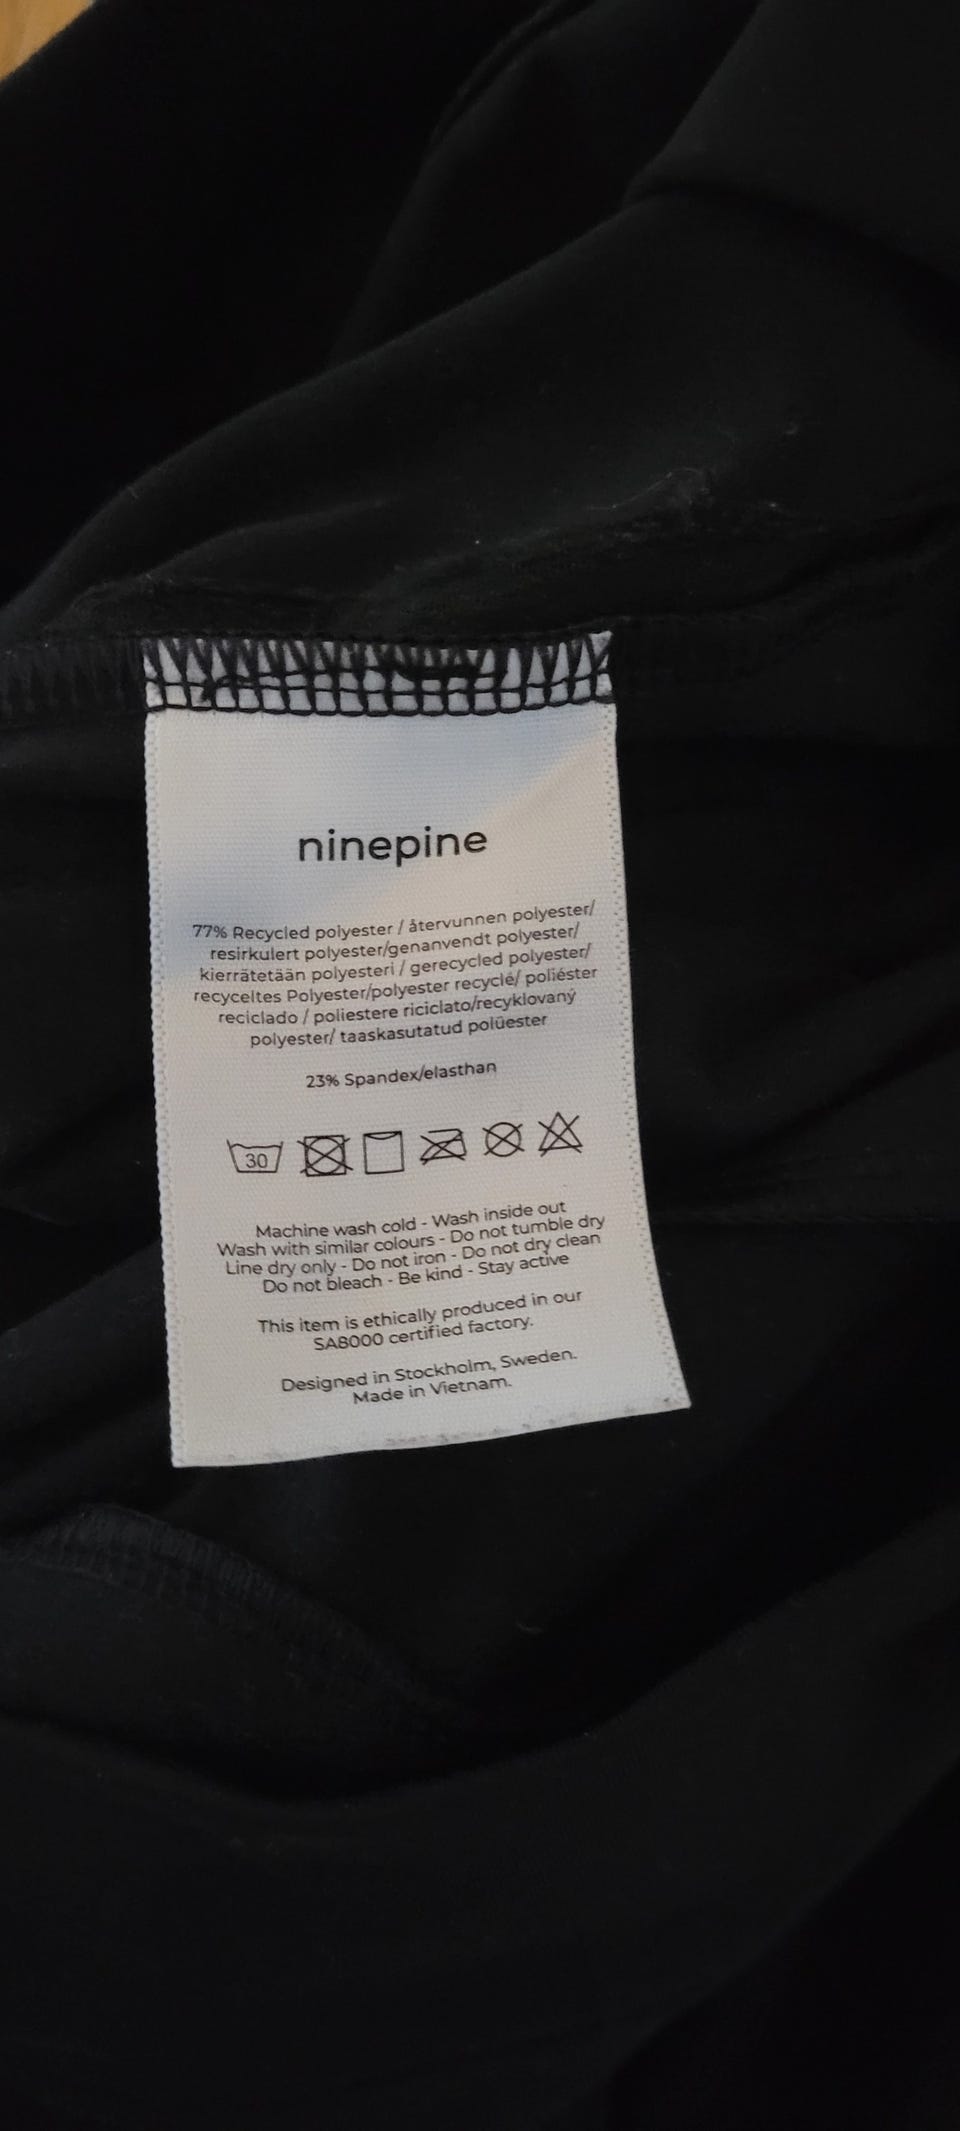 ninepine
77% Recycled polyester / återvunnen polyester/
resirkulert polyester/genanvendt polyester/
kierrätetään polyesteri / gerecycled polyester/
recyceltes Polyester/polyester recyclé/ poliéster
reciclado / poliestere riciclato/recyklovaný
polyester/ taaskasutatud polüester
23% Spandex/elasthan
30
Machine wash cold - Wash inside out
Wash with similar colours - Do not tumble dry
Line dry only - Do not iron - Do not dry clean
Do not bleach - Be kind - Stay active
This item is ethically produced in our
SA8000 certified factory.
Designed in Stockholm, Sweden.
Made in Vietnam.